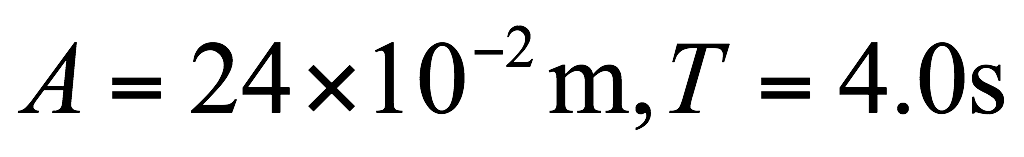 A = 24×10⁻² m, T = 4.0s